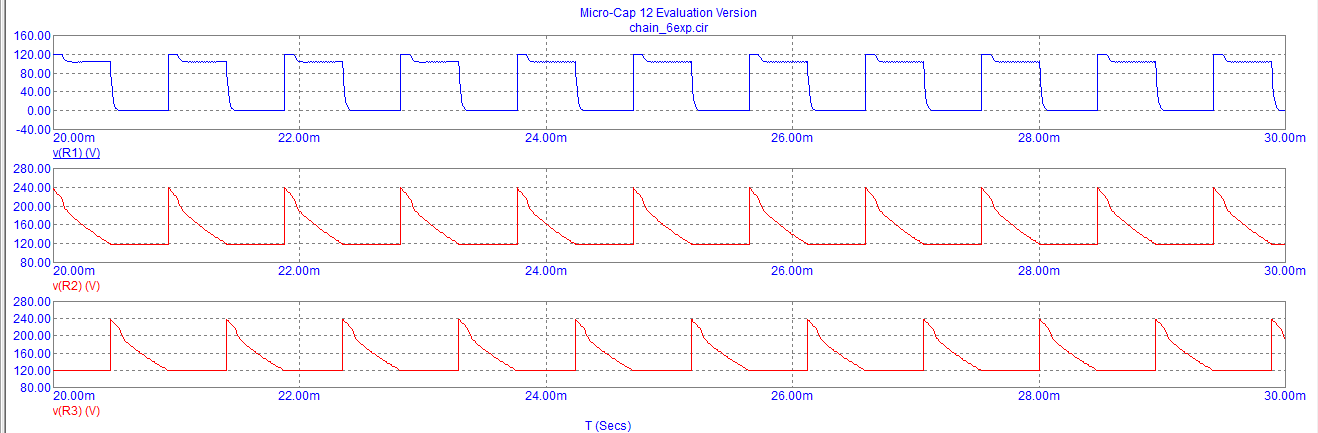 Micro-Cap 12 Evaluation Version
chain_6exp.cir
160.00
120.00
80.00
40.00
0.00
-40.00
20.00m 22.00m 24.00m 26.00m 28.00m 30.00m
v(R1) (V)
280.00
240.00
200.00
160.00
120.00
80.00
20.00m 22.00m 24.00m 26.00m 28.00m 30.00m
v(R2) (V)
280.00
240.00
200.00
160.00
120.00
80.00
20.00m 22.00m 24.00m 26.00m 28.00m 30.00m
v(R3) (V)
T (Secs)